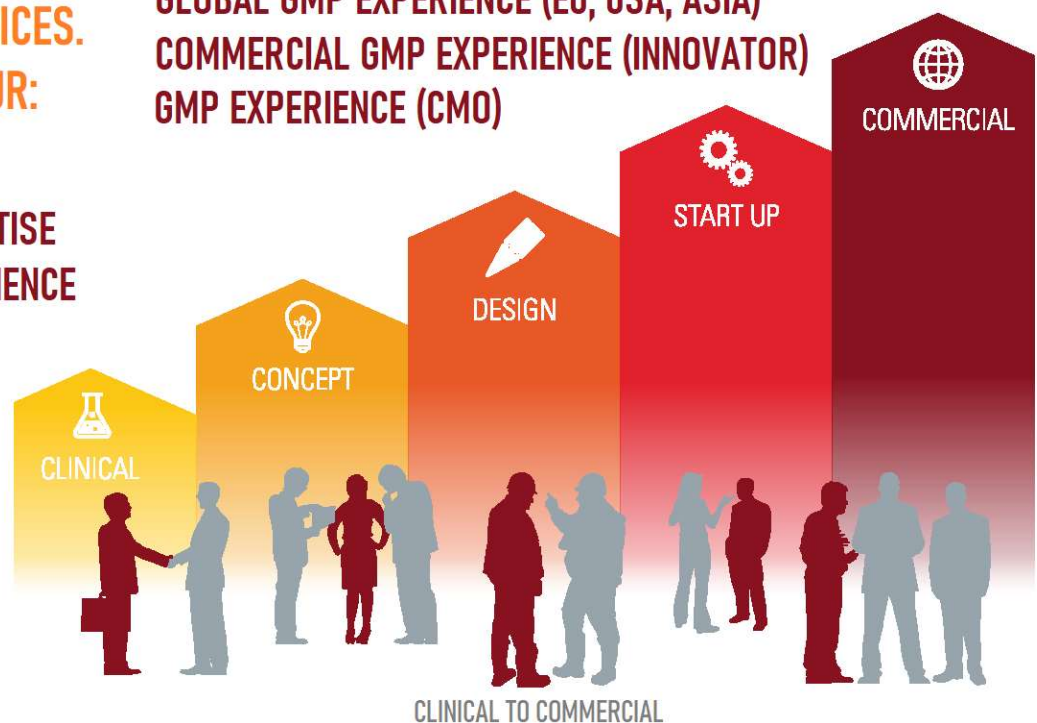 ICES.
UR:
TISE
IENCE
GLOBAL GMP EXPERIENCE (EU, USA, ASIA)
COMMERCIAL GMP EXPERIENCE (INNOVATOR)
GMP EXPERIENCE (CMO)
CLINICAL
CONCEPT
DESIGN
START UP
COMMERCIAL
CLINICAL TO COMMERCIAL